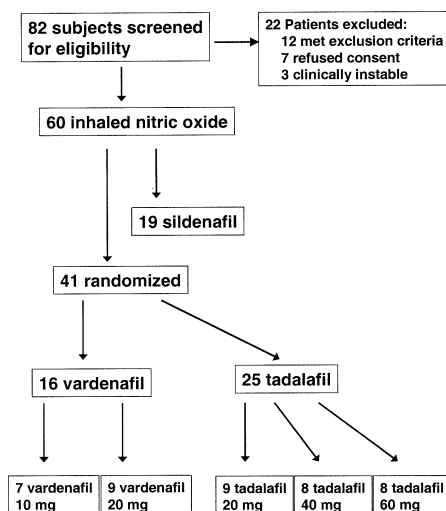 82 subjects screened
for eligibility
22 Patients excluded:
12 met exclusion criteria
7 refused consent
3 clinically instable
60 inhaled nitric oxide
19 sildenafil
41 randomized
16 vardenafil
25 tadalafil
7 vardenafil
10 mg
9 vardenafil
20 mg
9 tadalafil
20 mg
8 tadalafil
40 mg
8 tadalafil
60 mg